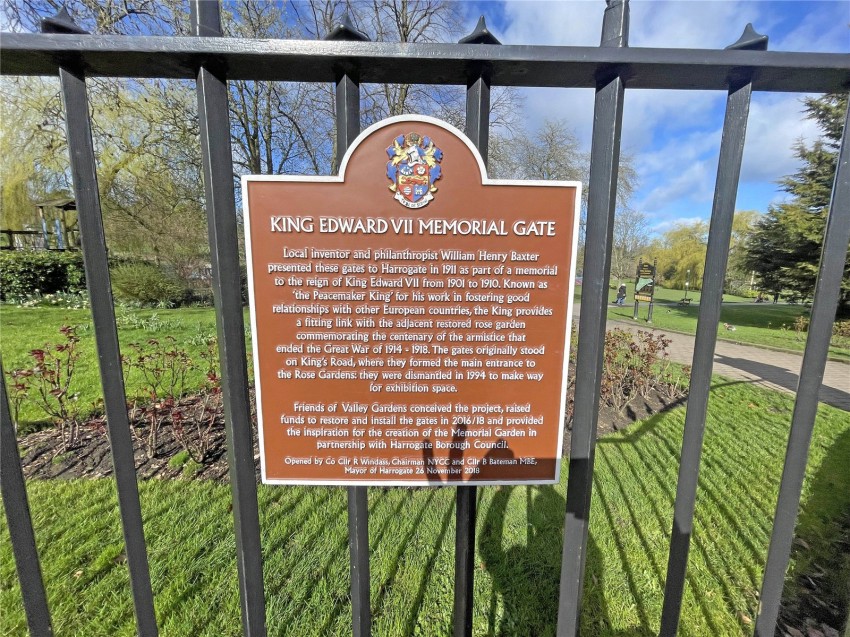 KING EDWARD VII MEMORIAL GATE
Local inventor and philanthropist William Henry Baxter
presented these gates to Harrogate in 1911 as part of a memorial
to the reign of King Edward VII from 1901 to 1910. Known as
'the Peacemaker King' for his work in fostering good
relationships with other European countries, the King provides
a fitting link with the adjacent restored rose garden
commemorating the centenary of the armistice that
ended the Great War of 1914 - 1918. The gates originally stood
on King's Road, where they formed the main entrance to
the Rose Gardens: they were dismantled in 1994 to make way
for exhibition space.
Friends of Valley Gardens conceived the project, raised
funds to restore and install the gates in 2016/18 and provided
the inspiration for the creation of the Memorial Garden in
partnership with Harrogate Borough Council.
Opened by Co Cllr R Windass, Chairman NYCC and Cllr B Bateman MBE,
Mayor of Harrogate 26 November 2018